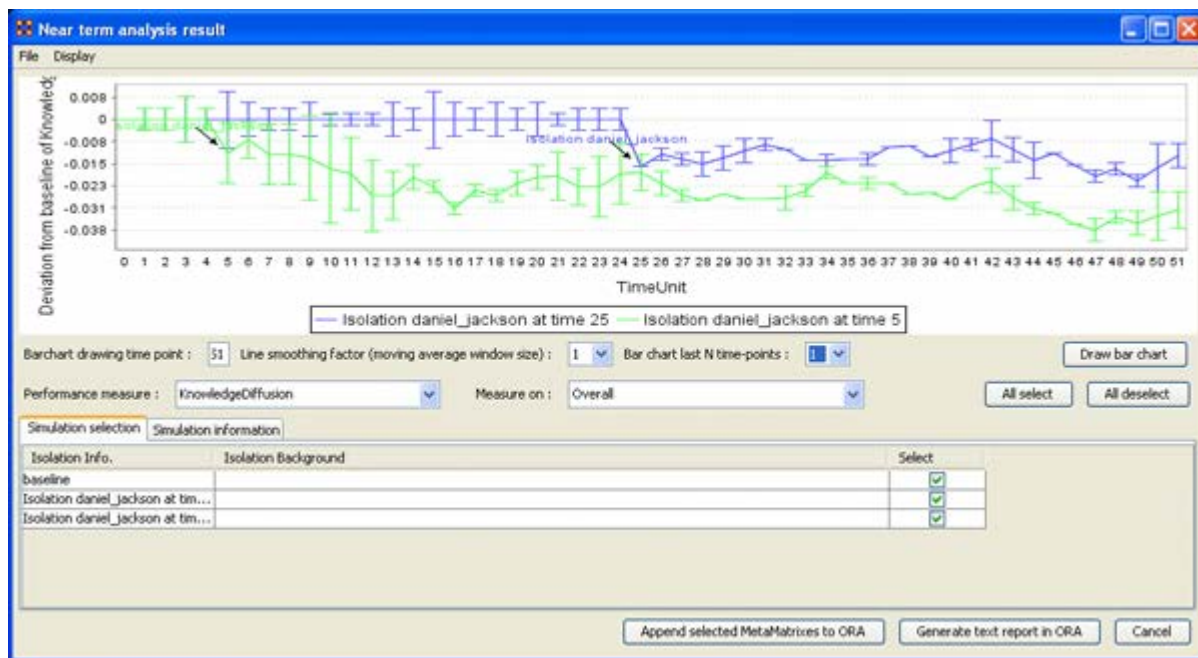 Near term analysis result
File Display
Deviation from baseline of Knowledg
0.008
0
-0.008
-0.015
-0.023
-0.031
-0.038
Isolation daniel_jackson
0 1 2 3 4 5 6 7 8 9 10 11 12 13 14 15 16 17 18 19 20 21 22 23 24 25 26 27 28 29 30 31 32 33 34 35 36 37 38 39 40 41 42 43 44 45 46 47 48 49 50 51
TimeUnit
Isolation daniel_jackson at time 25 Isolation daniel_jackson at time 5
Barchart drawing time point : 51 Line smoothing factor (moving average window size) : 1 Bar chart last N time-points : 1 Draw bar chart
Performance measure : KnowledgeDiffusion Measure on : Overall All select All deselect
Simulation selection Simulation information
Isolation Info. Isolation Background Select
baseline
Isolation daniel_jackson at tim...
Isolation daniel_jackson at tim...
Append selected MetaMatrixes to ORA Generate text report in ORA Cancel